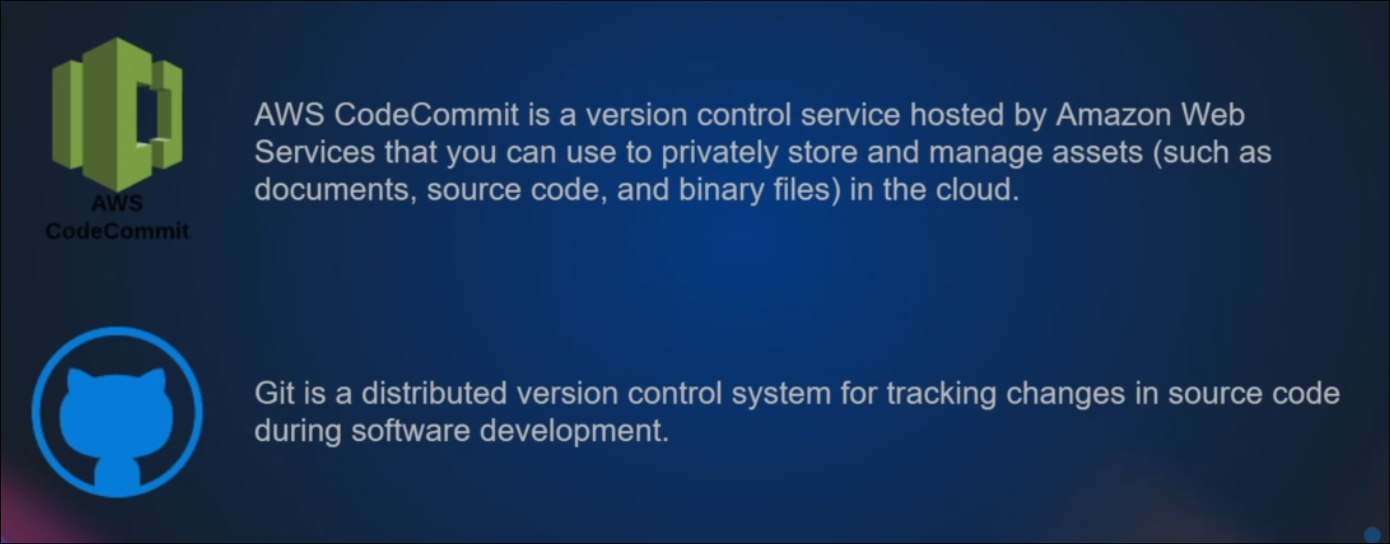 AWS CodeCommit is a version control service hosted by Amazon Web
Services that you can use to privately store and manage assets (such as
documents, source code, and binary files) in the cloud.
AWS
CodeCommit
Git is a distributed version control system for tracking changes in source code
during software development.